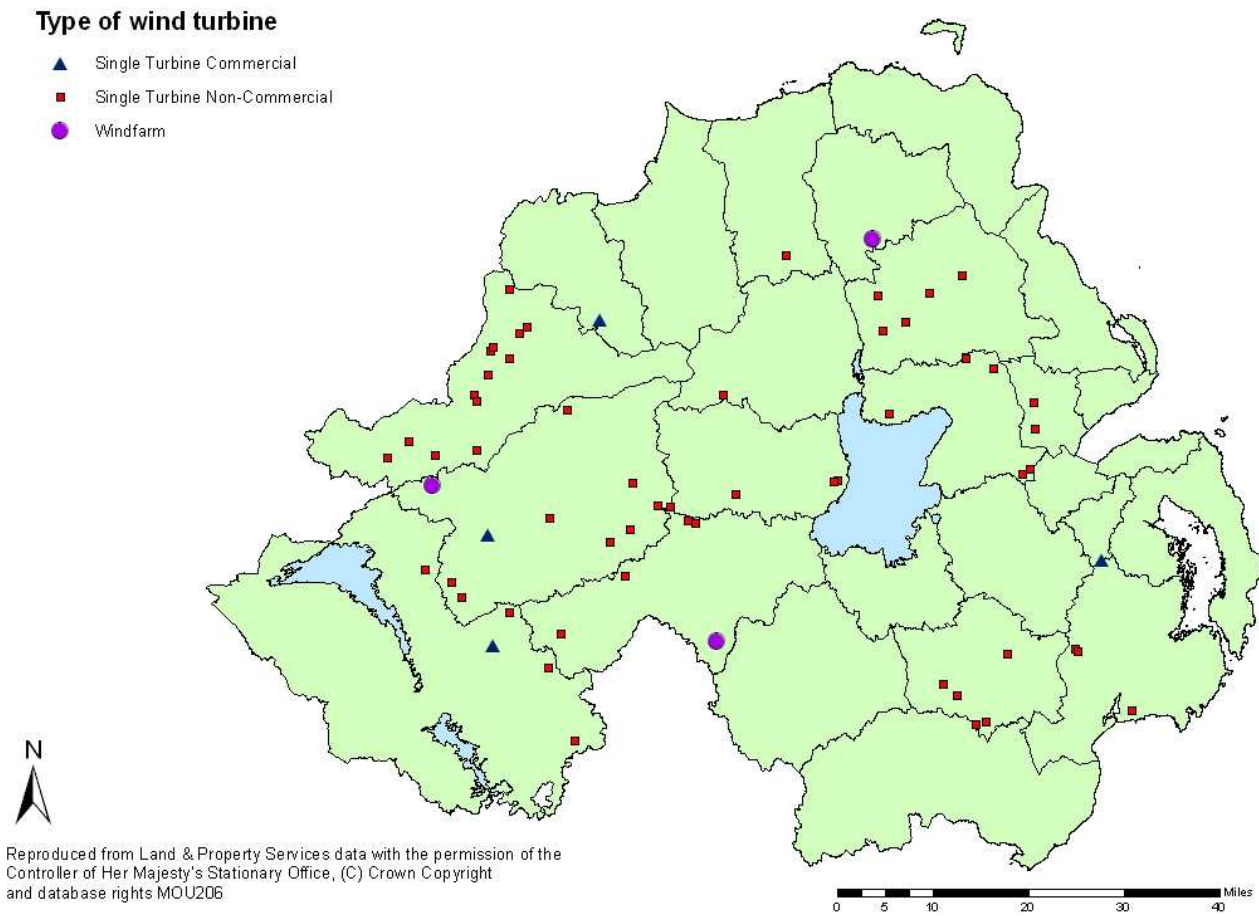 Type of wind turbine
Single Turbine Commercial
Single Turbine Non-Commercial
Windfarm
N
Reproduced from Land & Property Services data with the permission of the
Controller of Her Majesty's Stationary Office, (C) Crown Copyright
and database rights MOU206
Miles
0 5 10 20 30 40